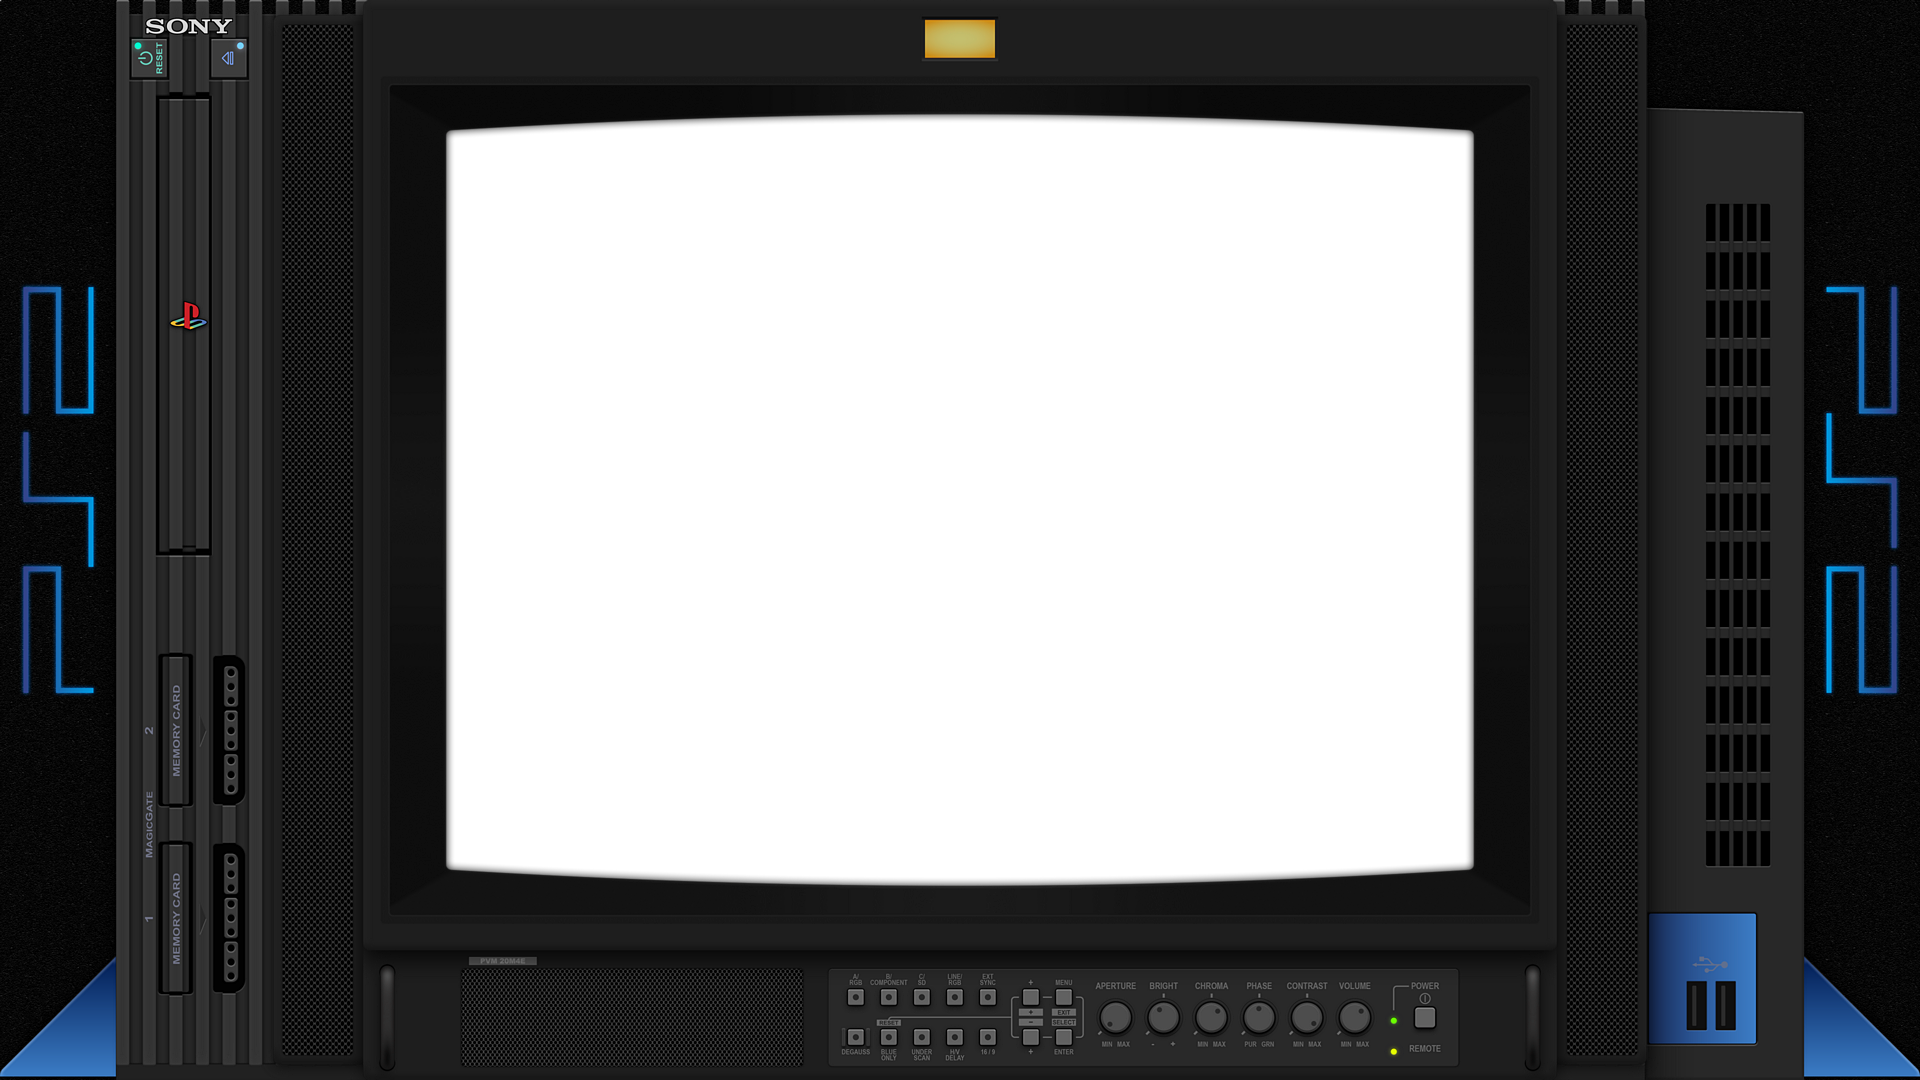 SONY
RESET
PS2
MEMORY CARD
2
MAGICGATE
MEMORY CARD
1
PVM 20M4E
A/ RGB
B/ COMPONENT
C/ SD
LINE/ RGB
EXT SYNC
+
MENU
RESET
+
EXIT
−
SELECT
DEGAUSS
BLUE ONLY
UNDER SCAN
H/V DELAY
16 / 9
+
ENTER
APERTURE
BRIGHT
CHROMA
PHASE
CONTRAST
VOLUME
MIN MAX
- +
MIN MAX
PUR GRN
MIN MAX
MIN MAX
POWER
REMOTE
PS2